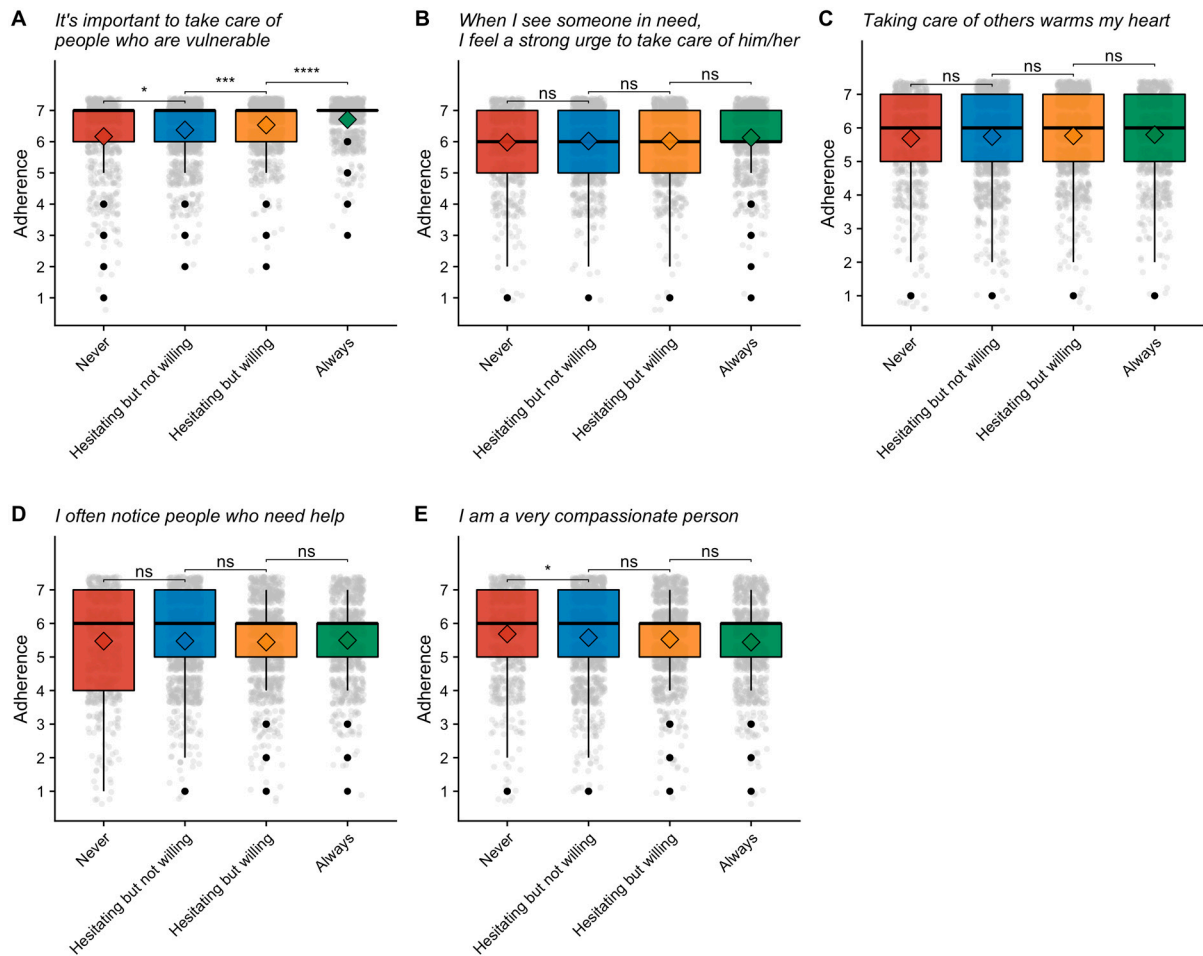 A It's important to take care of
people who are vulnerable
* *** ****
Adherence
7
6
5
4
3
2
1
Never
Hesitating but not willing
Hesitating but willing
Always
B When I see someone in need,
I feel a strong urge to take care of him/her
ns ns ns
Adherence
7
6
5
4
3
2
1
Never
Hesitating but not willing
Hesitating but willing
Always
C Taking care of others warms my heart
ns ns ns
Adherence
7
6
5
4
3
2
1
Never
Hesitating but not willing
Hesitating but willing
Always
D I often notice people who need help
ns ns ns
Adherence
7
6
5
4
3
2
1
Never
Hesitating but not willing
Hesitating but willing
Always
E I am a very compassionate person
* ns ns
Adherence
7
6
5
4
3
2
1
Never
Hesitating but not willing
Hesitating but willing
Always